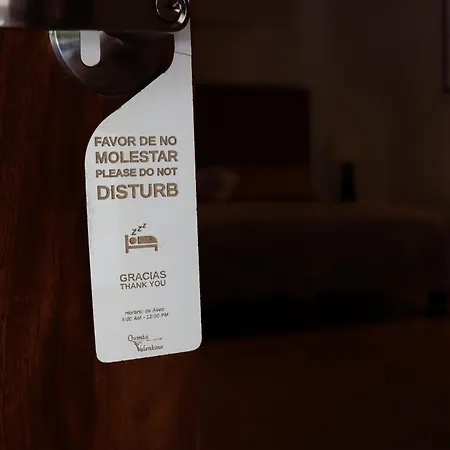 FAVOR DE NO
MOLESTAR
PLEASE DO NOT
DISTURB
zzz
GRACIAS
THANK YOU
Horario de Aseo
9:00 AM - 12:00 PM
Quinta
Valentina